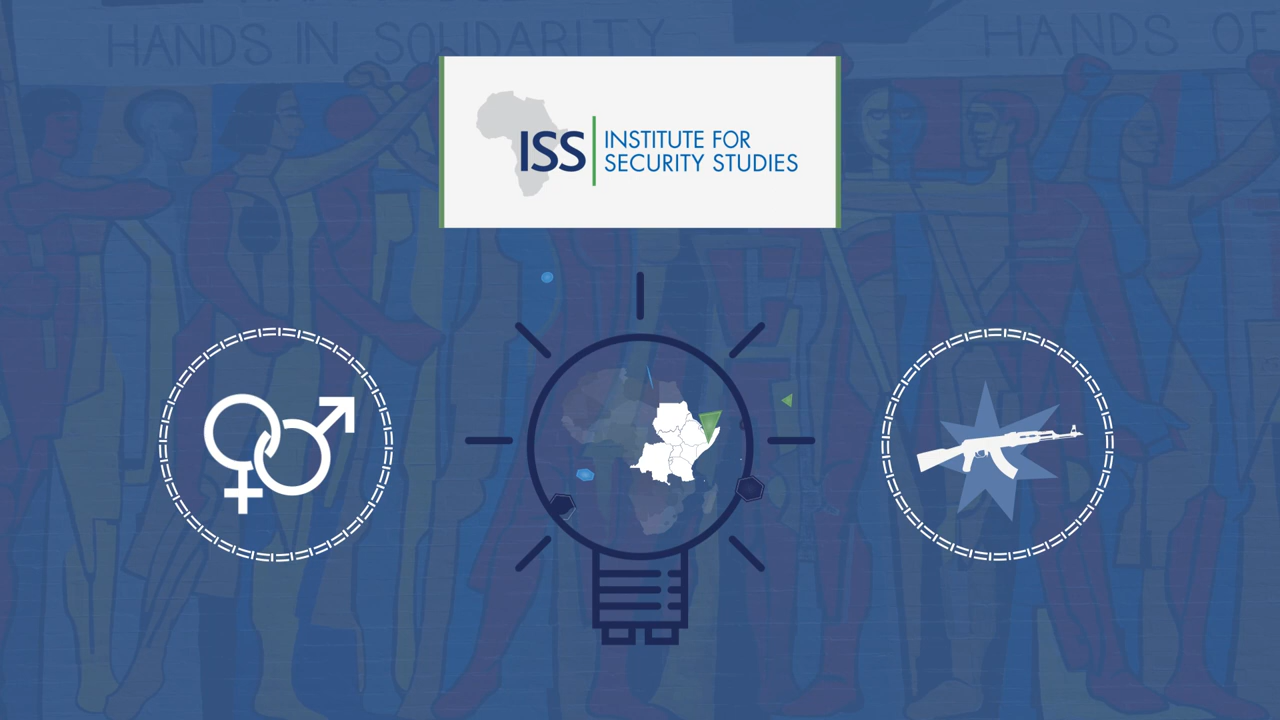 HANDS IN SOLIDARITY
HANDS OF
ISS
INSTITUTE FOR
SECURITY STUDIES